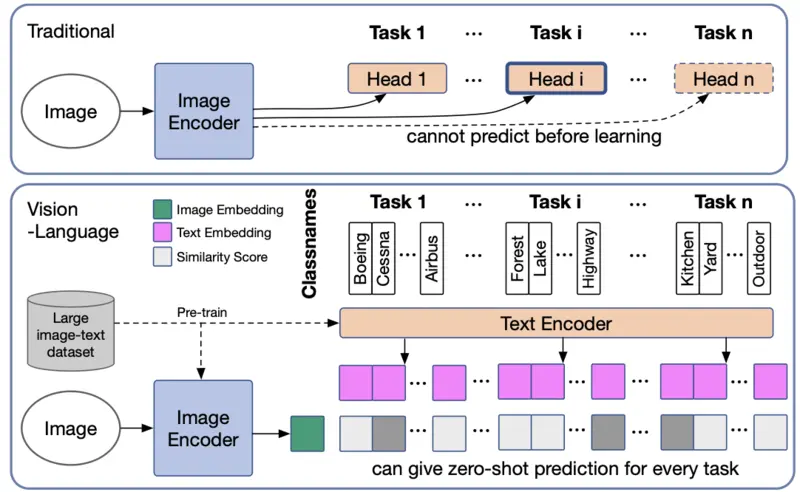 Traditional
Task 1 ... Task i ... Task n
Head 1 ... Head i ... Head n
Image
Image
Encoder
cannot predict before learning
Vision
-Language
Image Embedding
Text Embedding
Similarity Score
Classnames
Task 1 ... Task i ... Task n
Boeing
Cessna
...
Airbus
Forest
Lake
...
Highway
...
Kitchen
Yard
...
Outdoor
Large
image-text
dataset
Pre-train
Text Encoder
... ... ... ... ...
Image
Image
Encoder
... ... ... ... ...
can give zero-shot prediction for every task